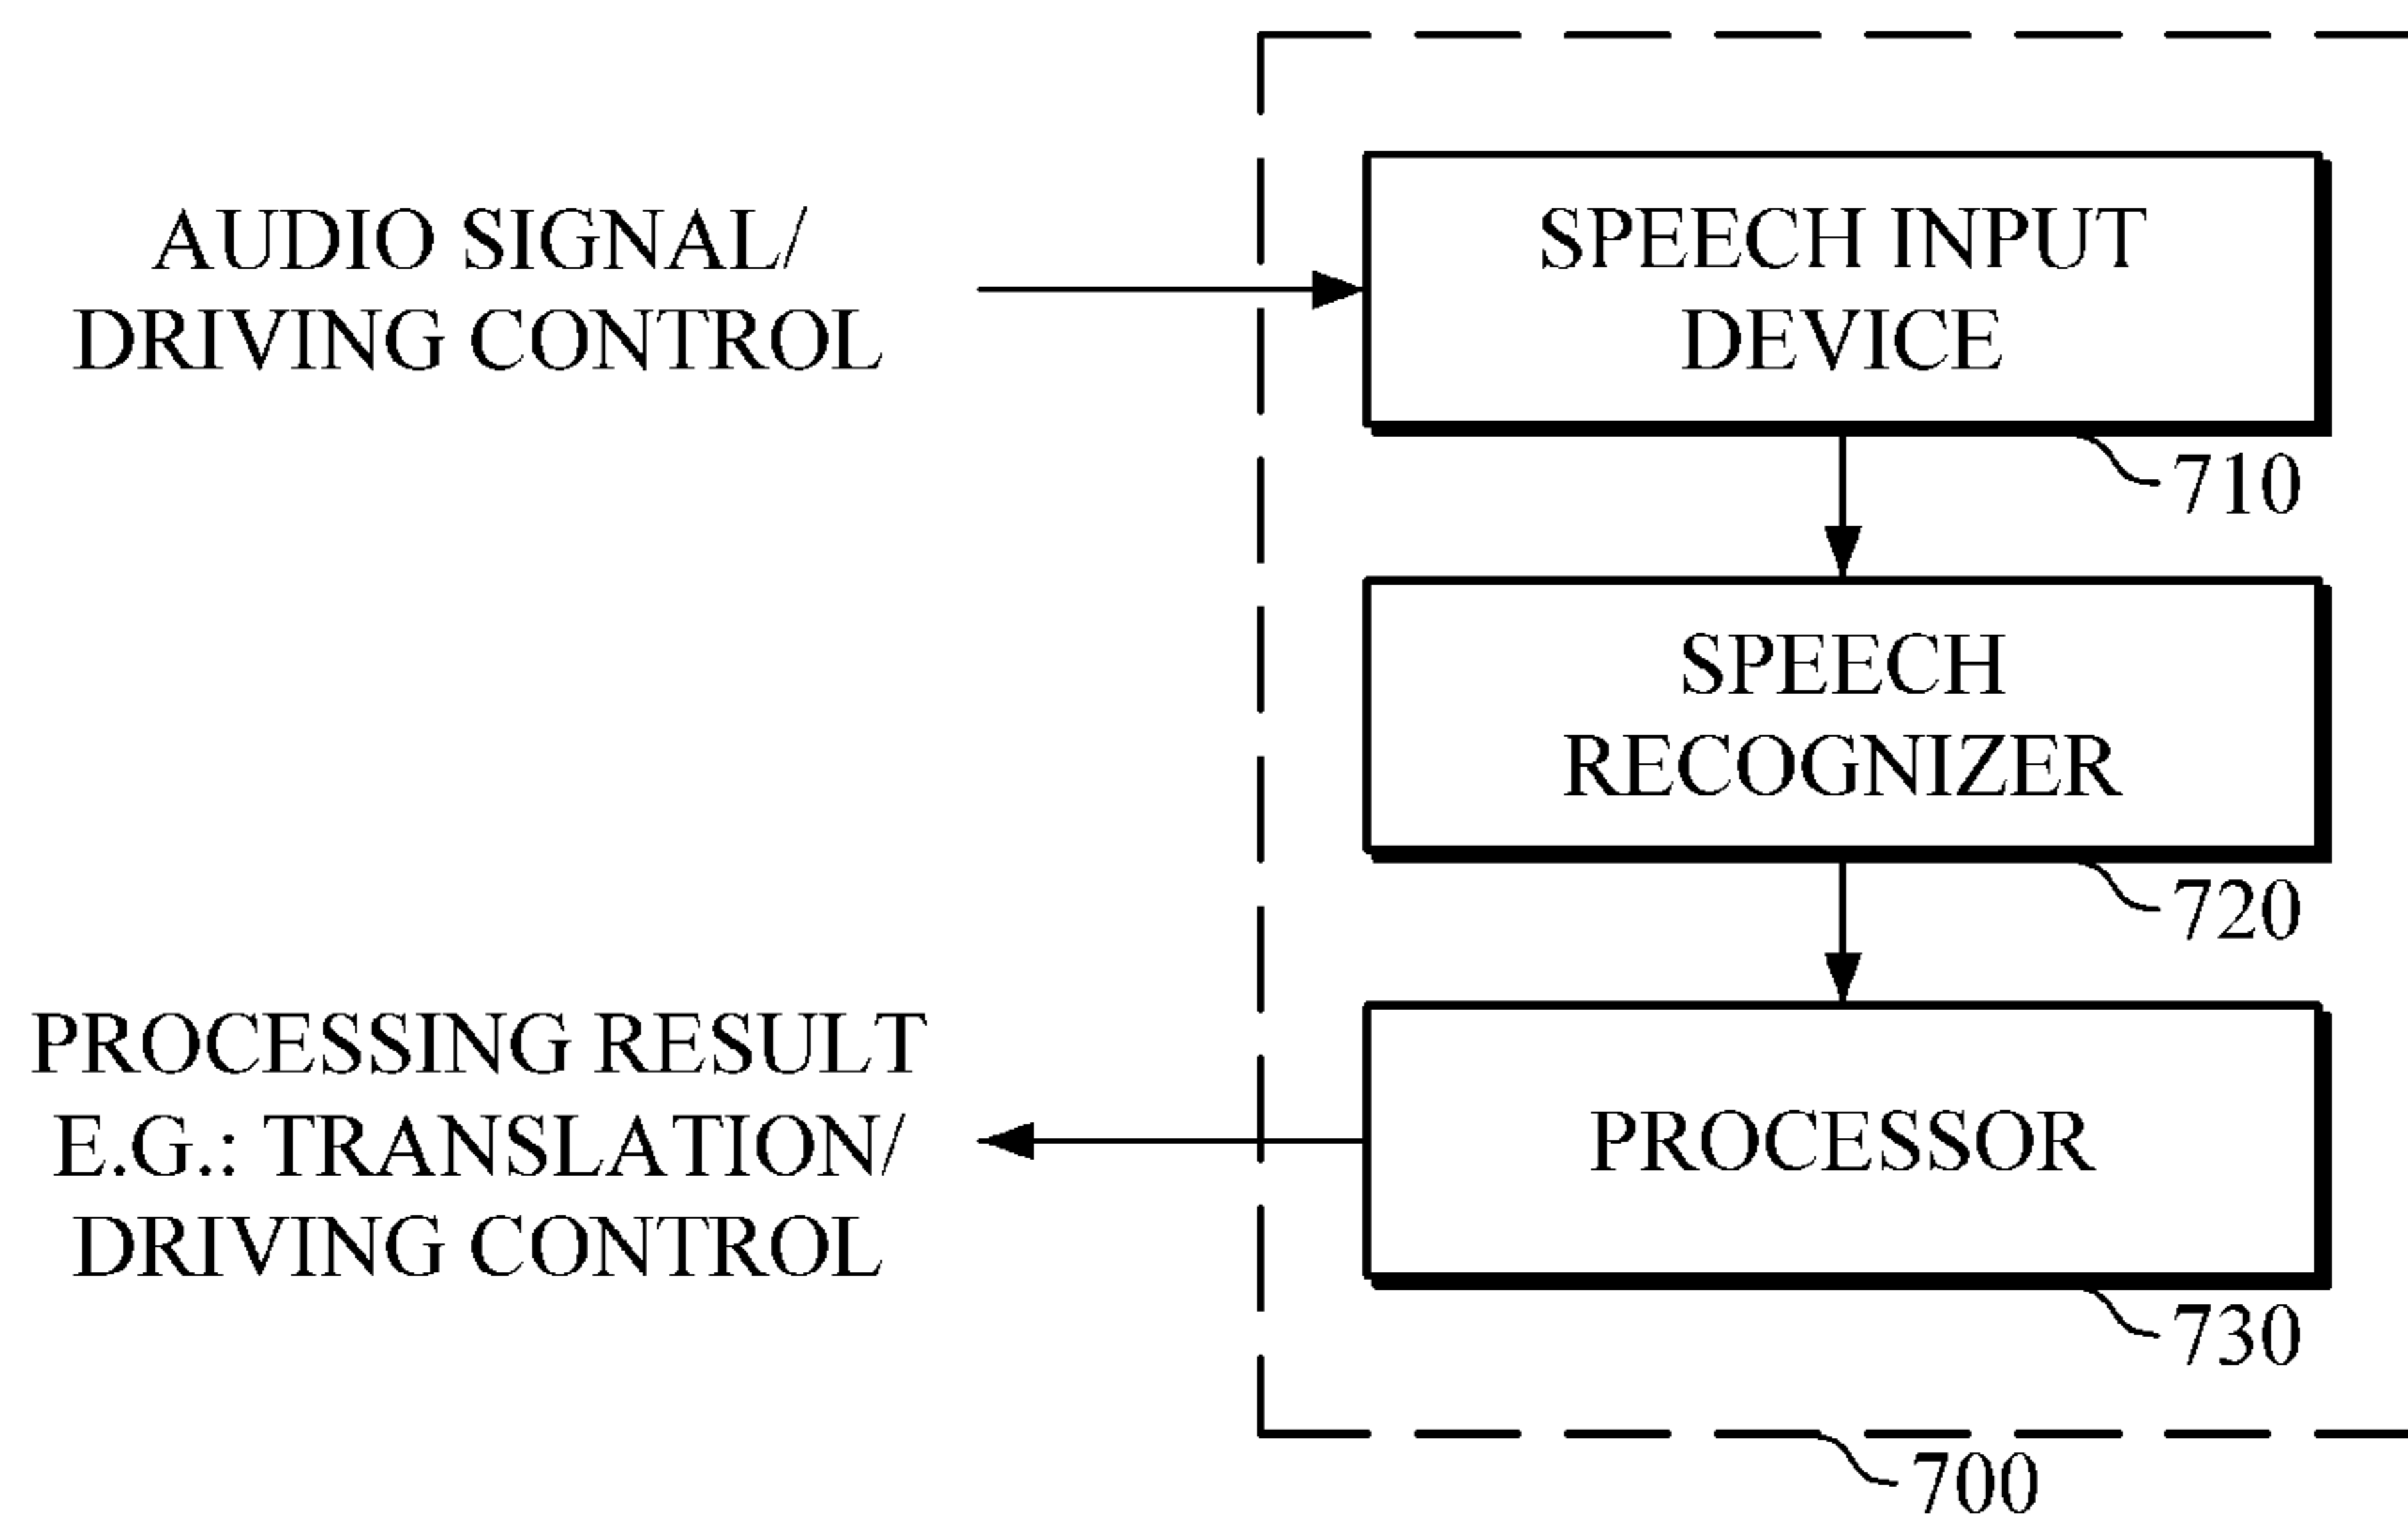 AUDIO SIGNAL/
DRIVING CONTROL
SPEECH INPUT
DEVICE
710
SPEECH
RECOGNIZER
720
PROCESSING RESULT
E.G.: TRANSLATION/
DRIVING CONTROL
PROCESSOR
730
700